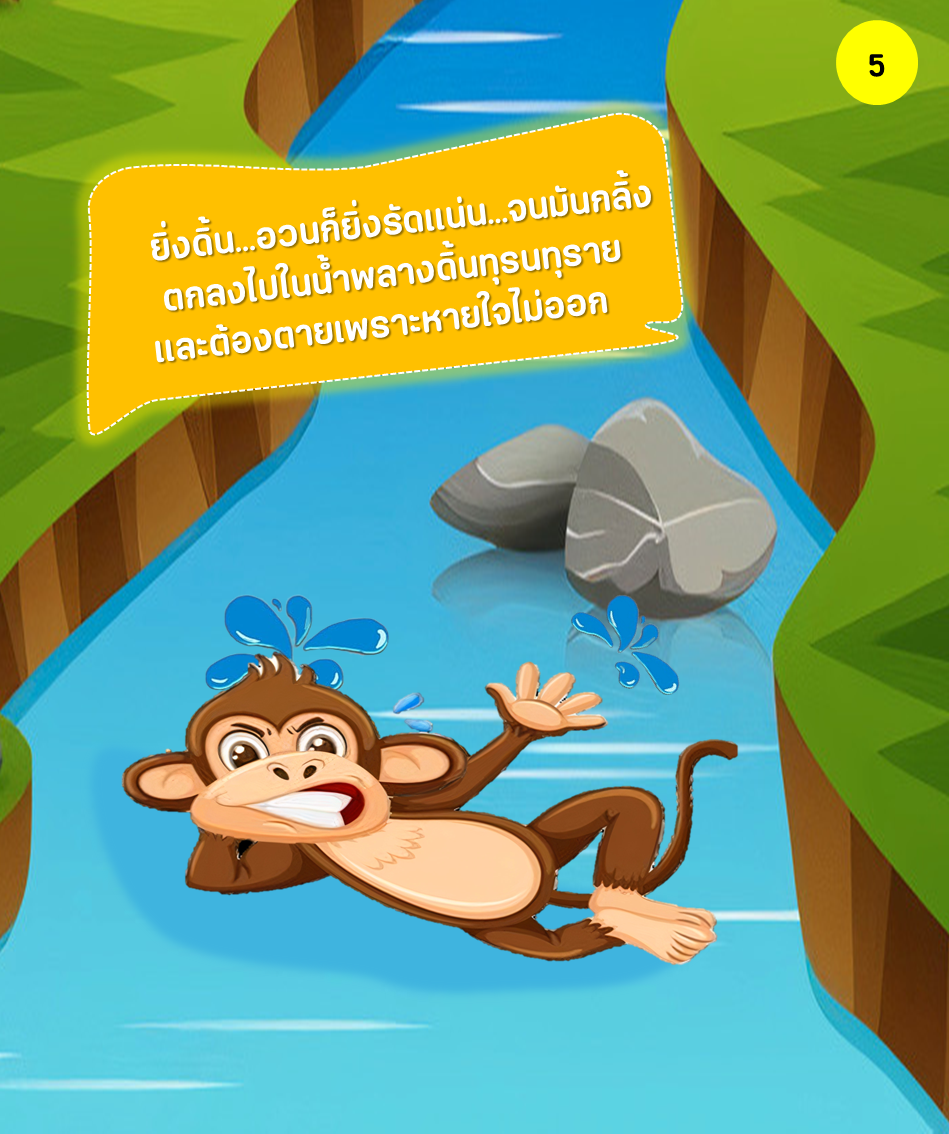 5
ยิ่งดิ้น...อวนก็ยิ่งรัดแน่น...จนมันกลิ้ง
ตกลงไปในน้ำพลางดิ้นทุรนทุราย
และต้องตายเพราะหายใจไม่ออก